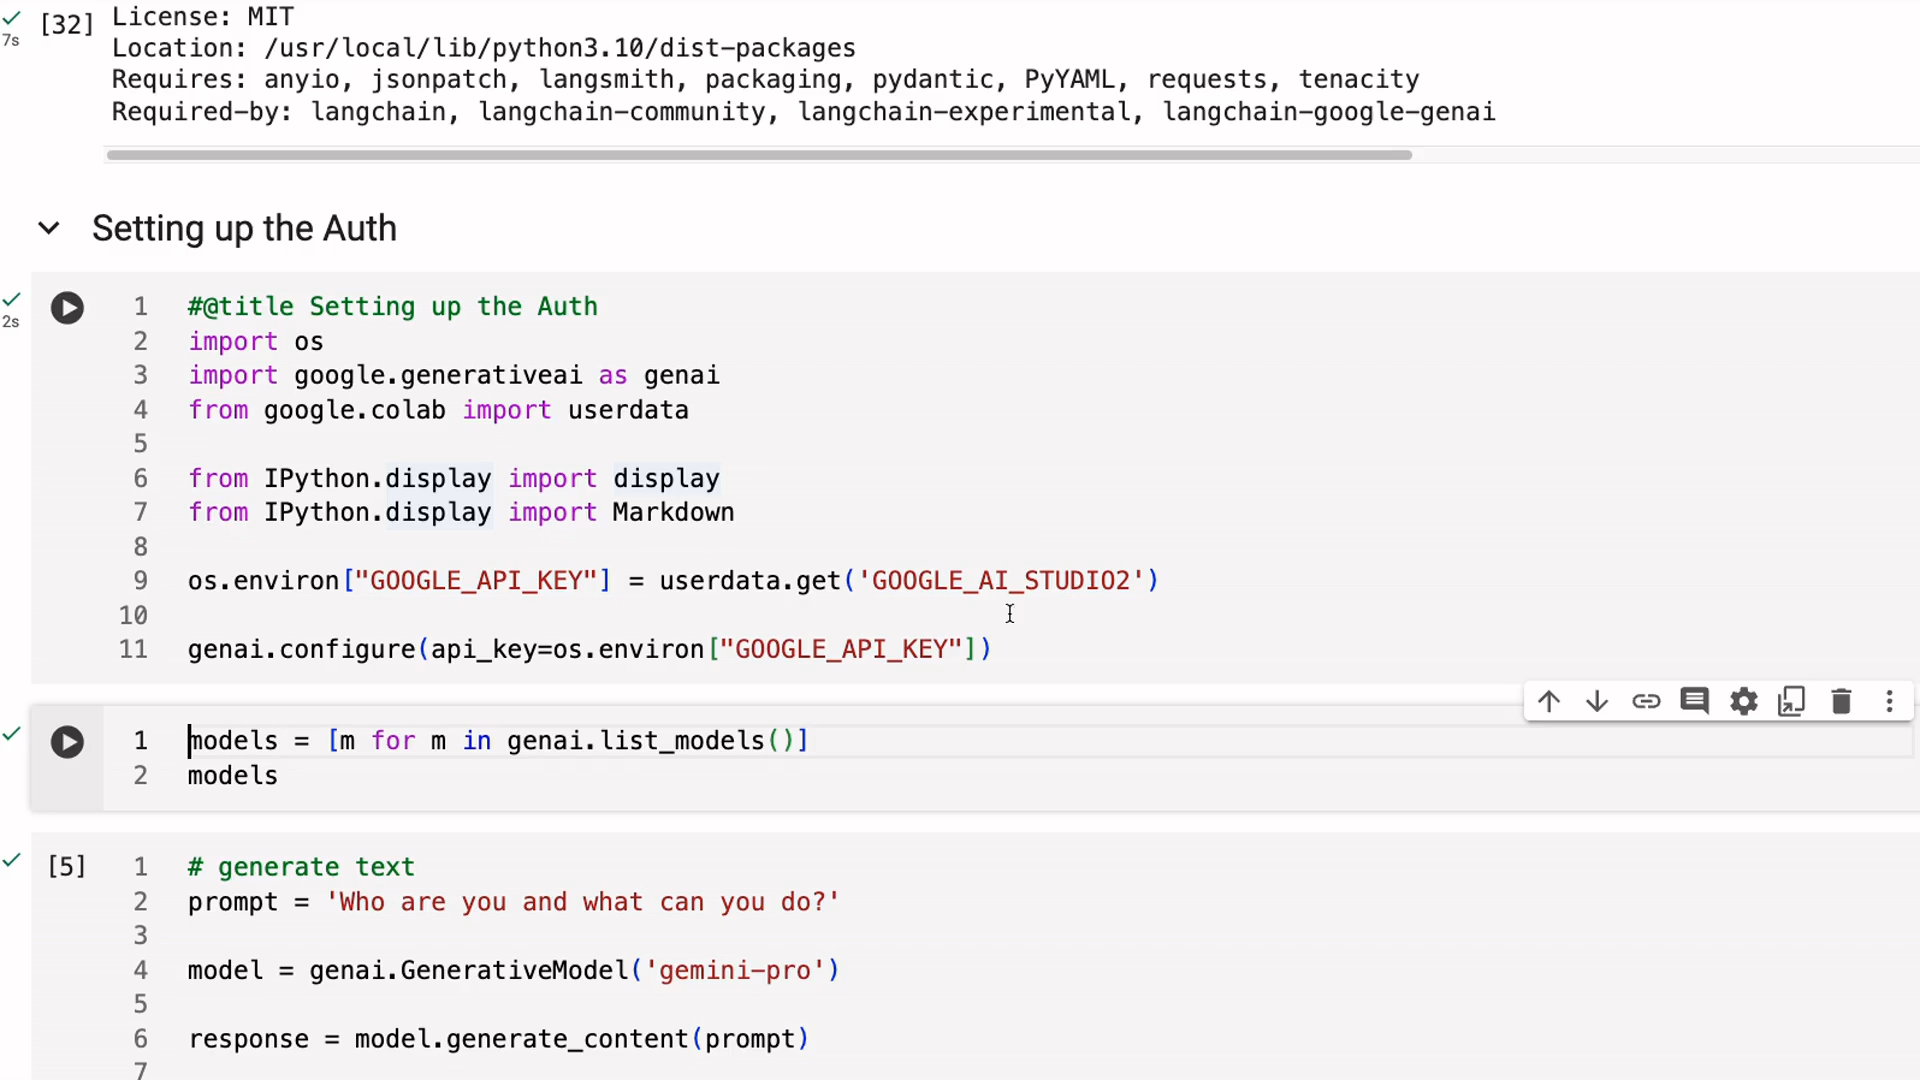 [32]
7s
License: MIT
Location: /usr/local/lib/python3.10/dist-packages
Requires: anyio, jsonpatch, langsmith, packaging, pydantic, PyYAML, requests, tenacity
Required-by: langchain, langchain-community, langchain-experimental, langchain-google-genai
Setting up the Auth
2s
1 #@title Setting up the Auth
2 import os
3 import google.generativeai as genai
4 from google.colab import userdata
5
6 from IPython.display import display
7 from IPython.display import Markdown
8
9 os.environ["GOOGLE_API_KEY"] = userdata.get('GOOGLE_AI_STUDIO2')
10
11 genai.configure(api_key=os.environ["GOOGLE_API_KEY"])
1 models = [m for m in genai.list_models()]
2 models
[5]
1 # generate text
2 prompt = 'Who are you and what can you do?'
3
4 model = genai.GenerativeModel('gemini-pro')
5
6 response = model.generate_content(prompt)
7